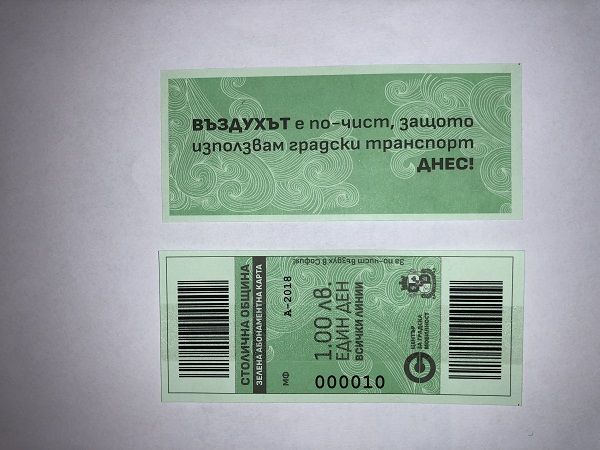 ВЪЗДУХЪТ е по-чист, защото
използвам градски транспорт
ДНЕС!
СТОЛИЧНА ОБЩИНА
ЗЕЛЕНА АБОНАМЕНТНА КАРТА
А-2018
МФ
За по-чист въздух в София!
1.00 лв.
ЕДИН ДЕН
ВСИЧКИ ЛИНИИ
000010
ЦЕНТЪР
ЗА ГРАДСКА
МОБИЛНОСТ